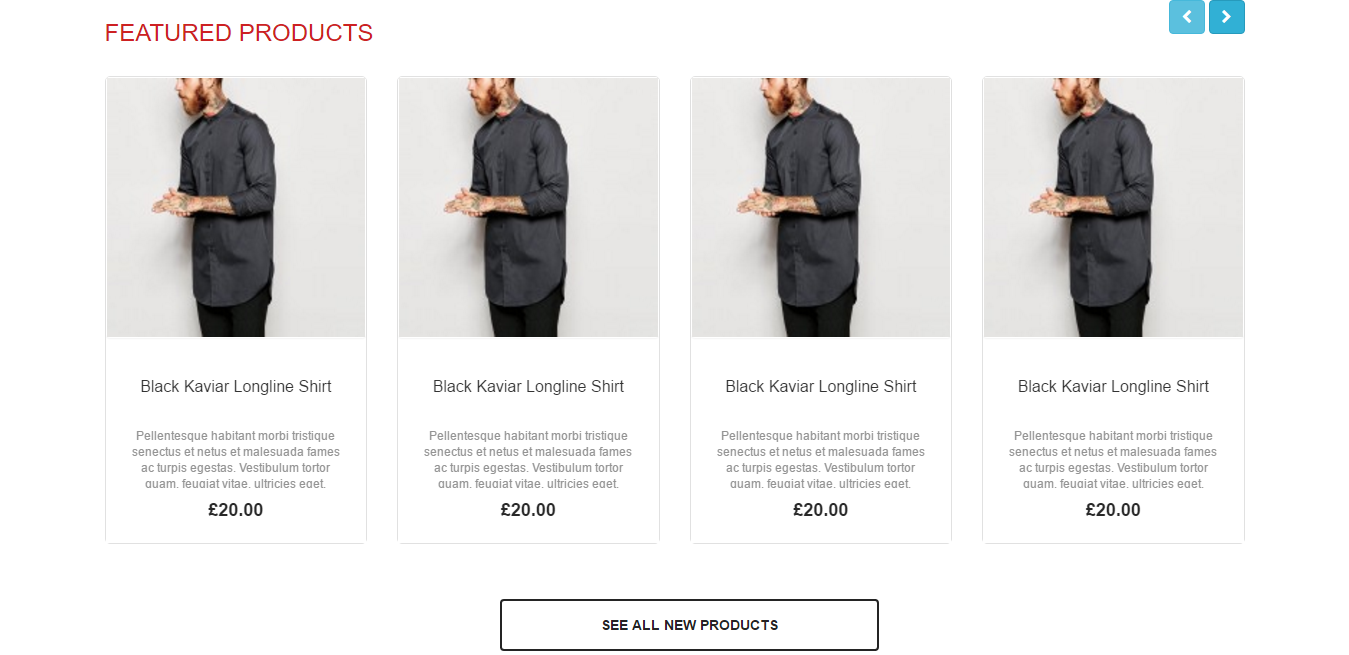 FEATURED PRODUCTS
Black Kaviar Longline Shirt
Pellentesque habitant morbi tristique
senectus et netus et malesuada fames
ac turpis egestas. Vestibulum tortor
quam, feugiat vitae, ultricies eget,
£20.00
Black Kaviar Longline Shirt
Pellentesque habitant morbi tristique
senectus et netus et malesuada fames
ac turpis egestas. Vestibulum tortor
quam, feugiat vitae, ultricies eget,
£20.00
Black Kaviar Longline Shirt
Pellentesque habitant morbi tristique
senectus et netus et malesuada fames
ac turpis egestas. Vestibulum tortor
quam, feugiat vitae, ultricies eget,
£20.00
Black Kaviar Longline Shirt
Pellentesque habitant morbi tristique
senectus et netus et malesuada fames
ac turpis egestas. Vestibulum tortor
quam, feugiat vitae, ultricies eget,
£20.00
SEE ALL NEW PRODUCTS